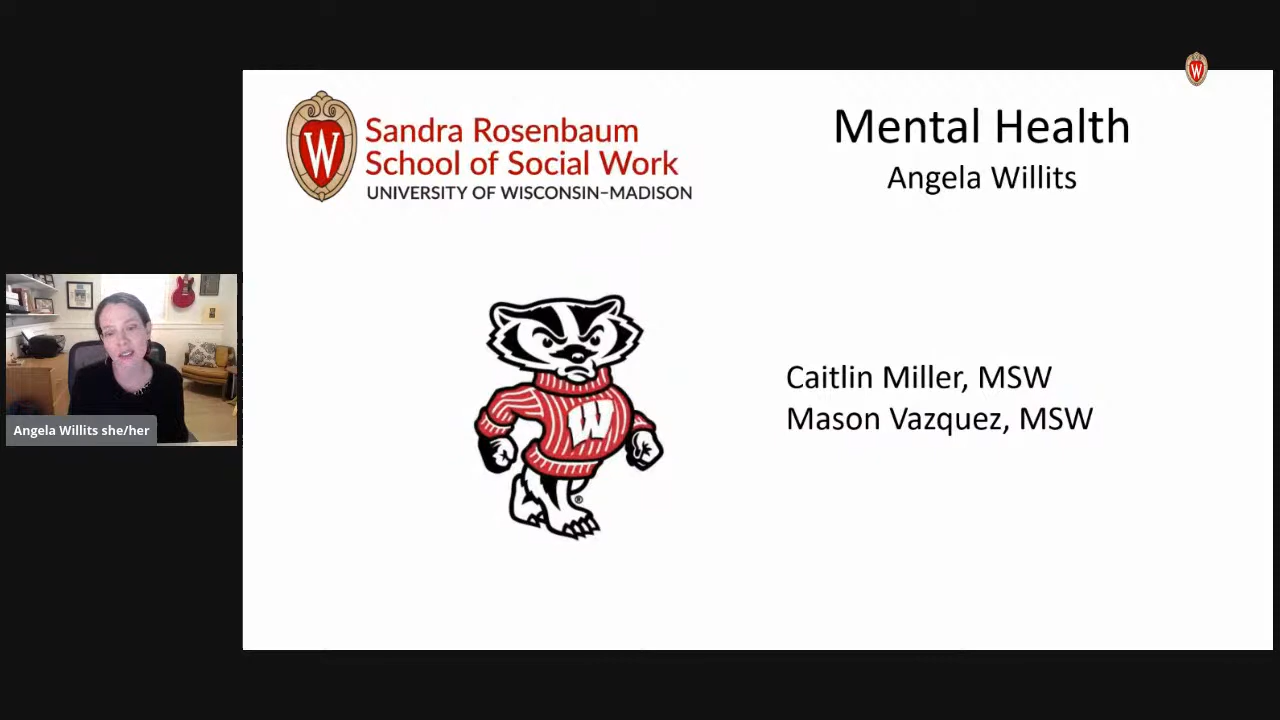 W
Sandra Rosenbaum
School of Social Work
UNIVERSITY OF WISCONSIN–MADISON
Mental Health
Angela Willits
W
W
®
Caitlin Miller, MSW
Mason Vazquez, MSW
Angela Willits she/her